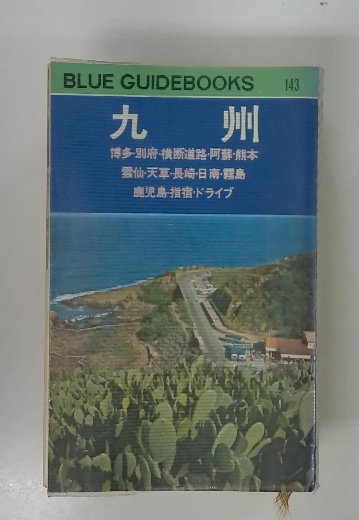 BLUE GUIDEBOOKS 143
九州
博多・別府・横断道路・阿蘇・熊本
雲仙・天草・長崎・日南・霧島
鹿児島・指宿・ドライブ